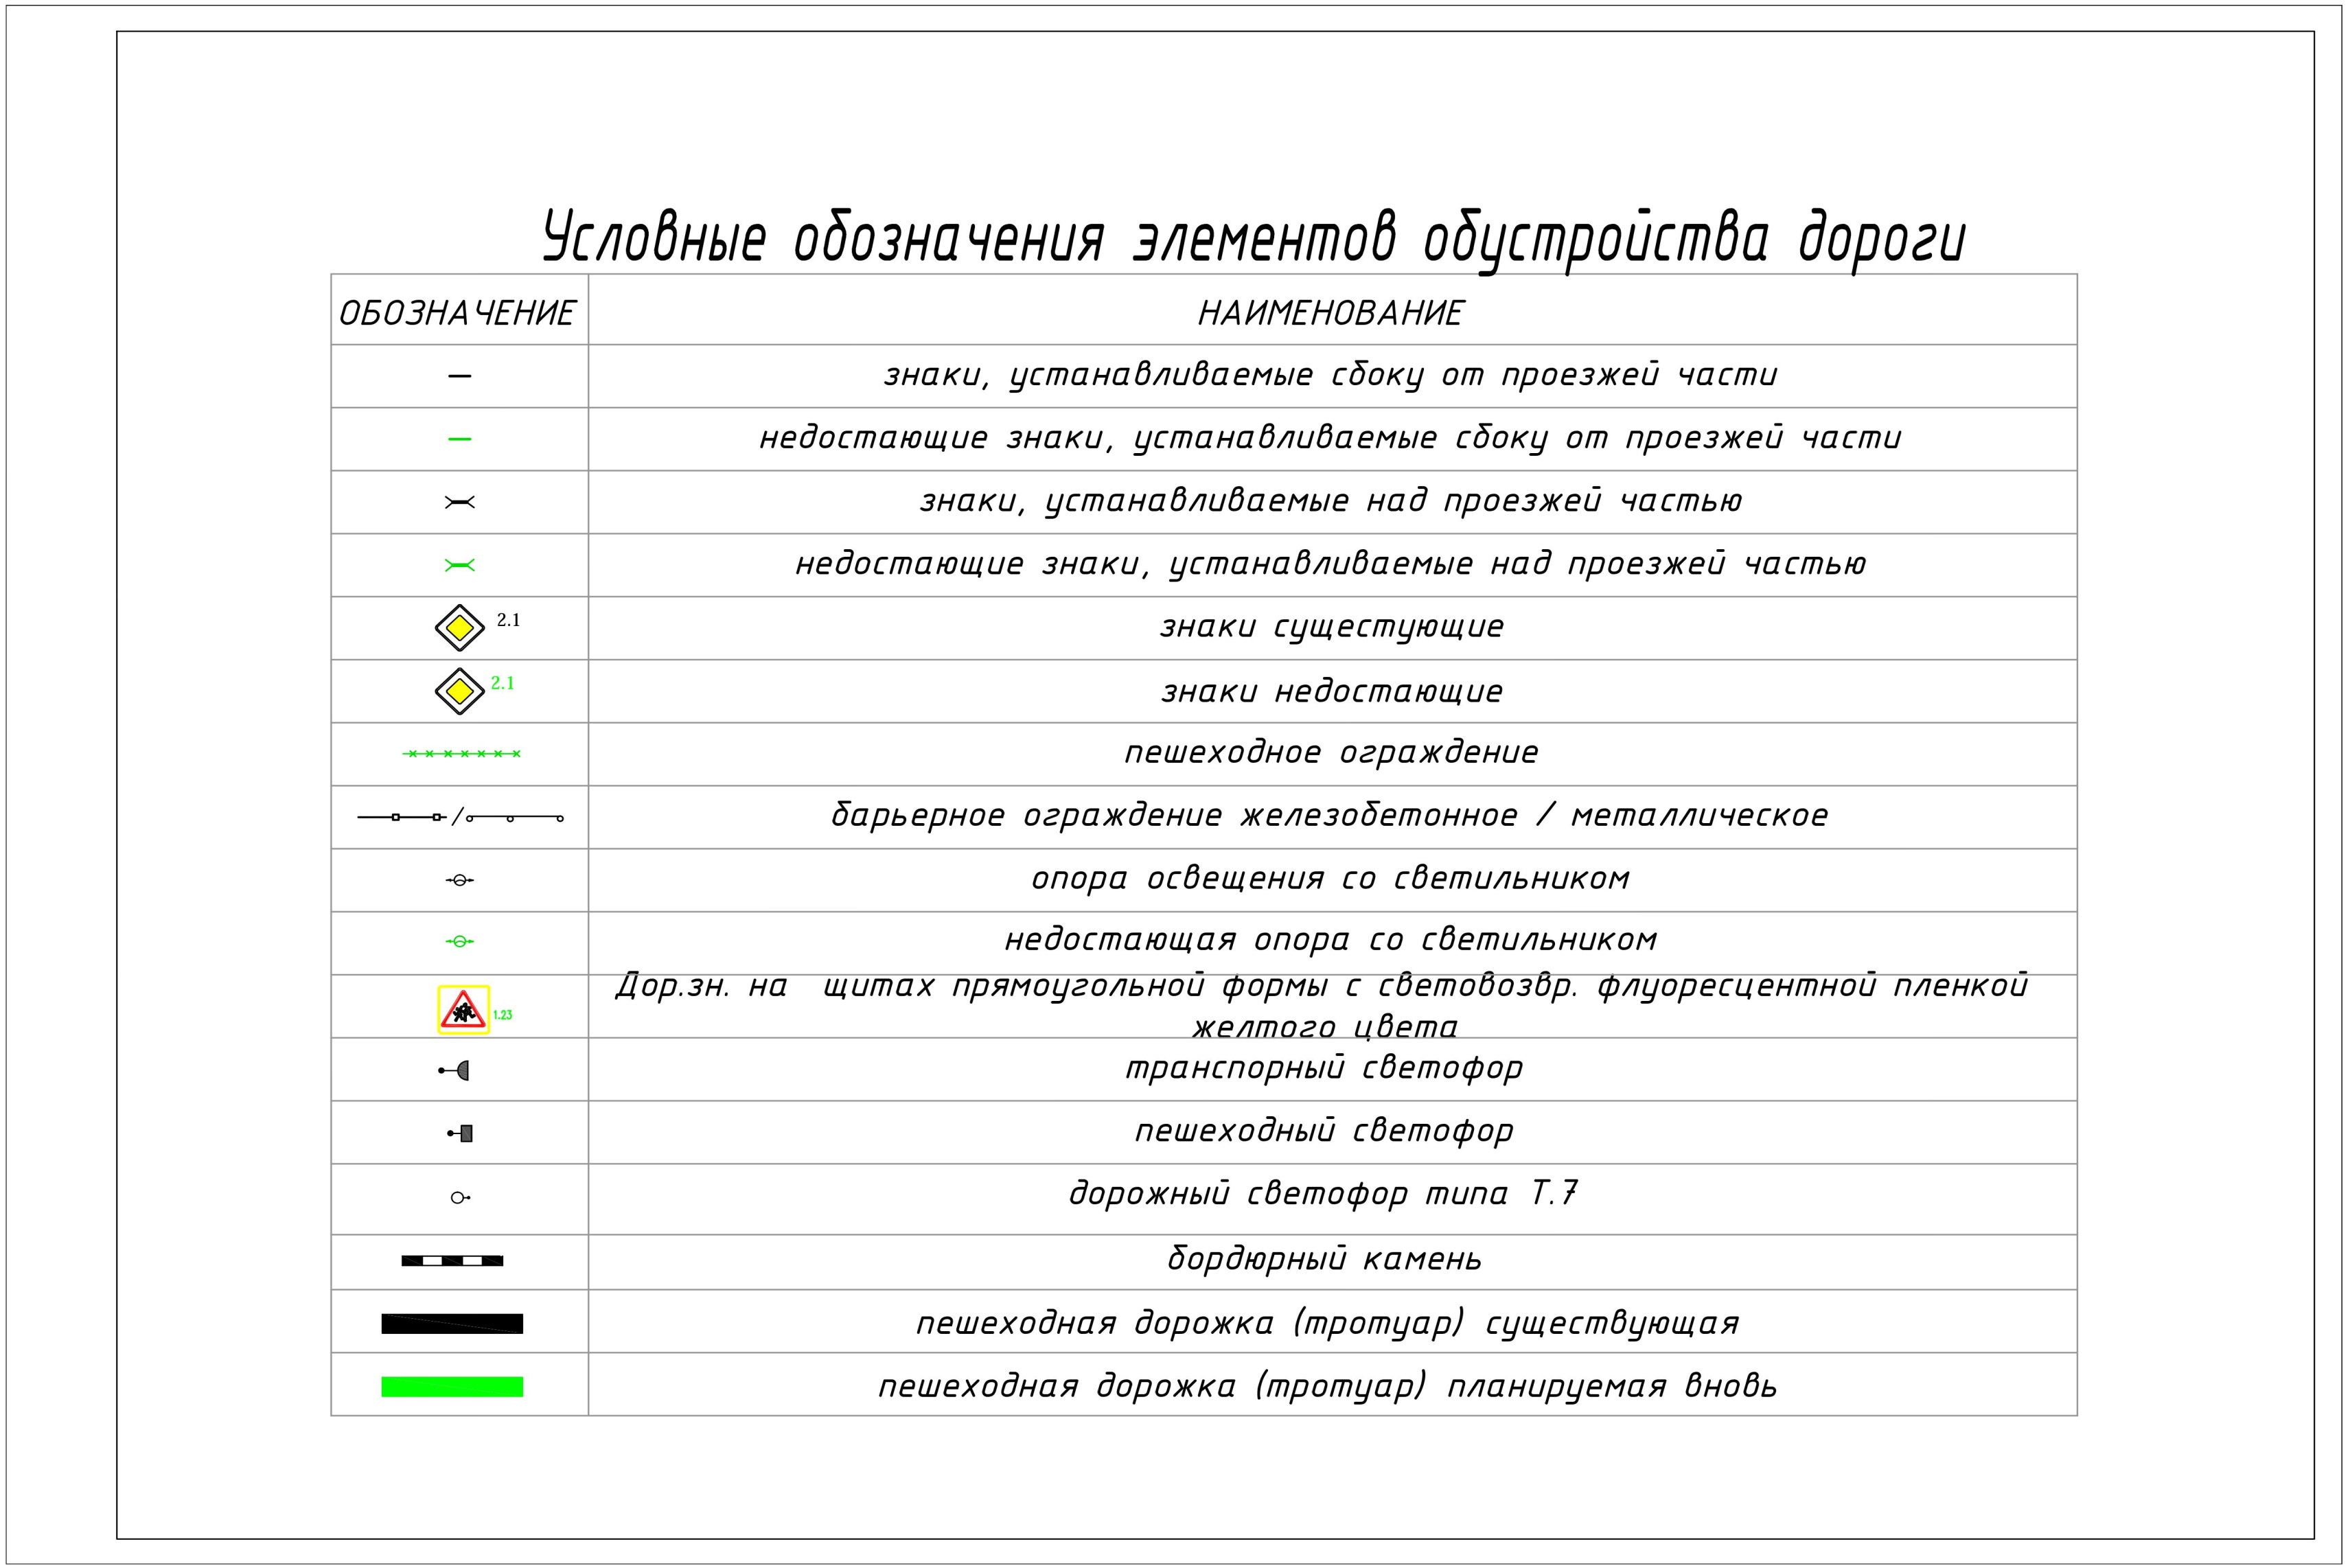 Условные обозначения элементов обустройства дороги
ОБОЗНАЧЕНИЕ НАИМЕНОВАНИЕ
знаки, устанавливаемые сбоку от проезжей части
недостающие знаки, устанавливаемые сбоку от проезжей части
знаки, устанавливаемые над проезжей частью
недостающие знаки, устанавливаемые над проезжей частью
2.1 знаки сущестующие
2.1 знаки недостающие
пешеходное ограждение
барьерное ограждение железобетонное / металлическое
опора освещения со светильником
недостающая опора со светильником
Дор.зн. на щитах прямоугольной формы с световозвр. флуоресцентной пленкой
1.23 желтого цвета
транспорный светофор
пешеходный светофор
дорожный светофор типа Т.7
бордюрный камень
пешеходная дорожка (тротуар) существующая
пешеходная дорожка (тротуар) планируемая вновь